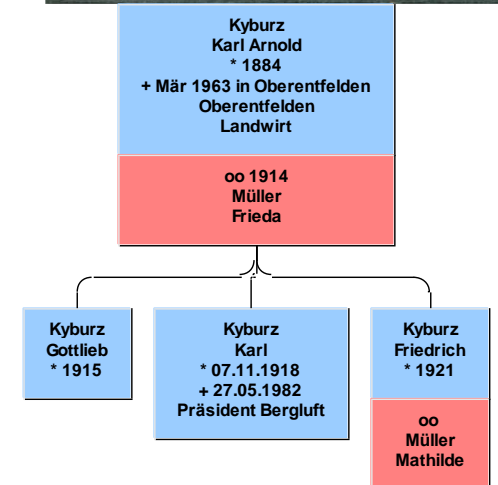 Kyburz
Karl Arnold
* 1884
+ Mär 1963 in Oberentfelden
Oberentfelden
Landwirt
oo 1914
Müller
Frieda
Kyburz
Gottlieb
* 1915
Kyburz
Karl
* 07.11.1918
+ 27.05.1982
Präsident Bergluft
Kyburz
Friedrich
* 1921
oo
Müller
Mathilde